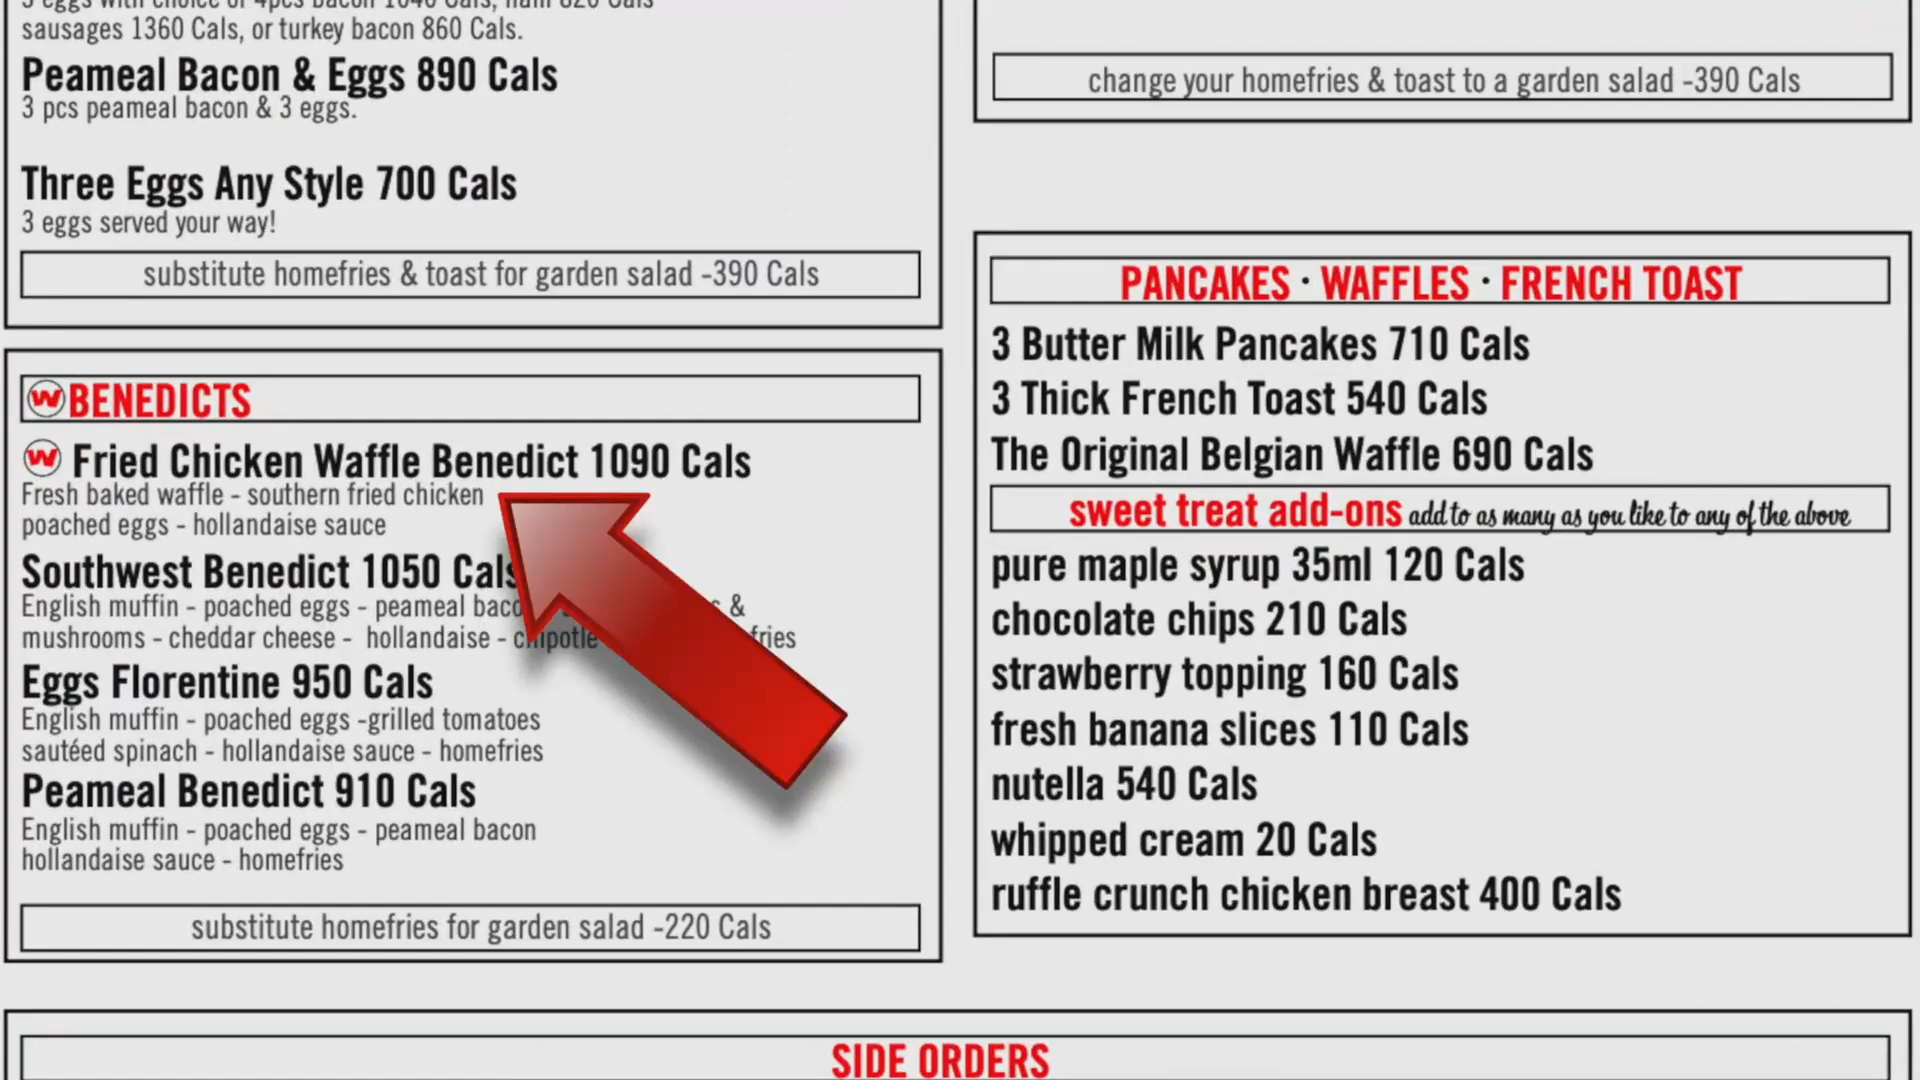 sausages 1360 Cals, or turkey bacon 860 Cals.
Peameal Bacon & Eggs 890 Cals
3 pcs peameal bacon & 3 eggs.
Three Eggs Any Style 700 Cals
3 eggs served your way!
substitute homefries & toast for garden salad -390 Cals
W BENEDICTS
W Fried Chicken Waffle Benedict 1090 Cals
Fresh baked waffle - southern fried chicken
poached eggs - hollandaise sauce
Southwest Benedict 1050 Cals
English muffin - poached eggs - peameal &
mushrooms - cheddar cheese - hollandaise - chipotle
Eggs Florentine 950 Cals
English muffin - poached eggs -grilled tomatoes
sautéed spinach - hollandaise sauce - homefries
Peameal Benedict 910 Cals
English muffin - poached eggs - peameal bacon
hollandaise sauce - homefries
substitute homefries for garden salad -220 Cals
change your homefries & toast to a garden salad -390 Cals
PANCAKES · WAFFLES · FRENCH TOAST
3 Butter Milk Pancakes 710 Cals
3 Thick French Toast 540 Cals
The Original Belgian Waffle 690 Cals
sweet treat add-ons add to as many as you like to any of the above
pure maple syrup 35ml 120 Cals
chocolate chips 210 Cals
strawberry topping 160 Cals
fresh banana slices 110 Cals
nutella 540 Cals
whipped cream 20 Cals
ruffle crunch chicken breast 400 Cals
SIDE ORDERS